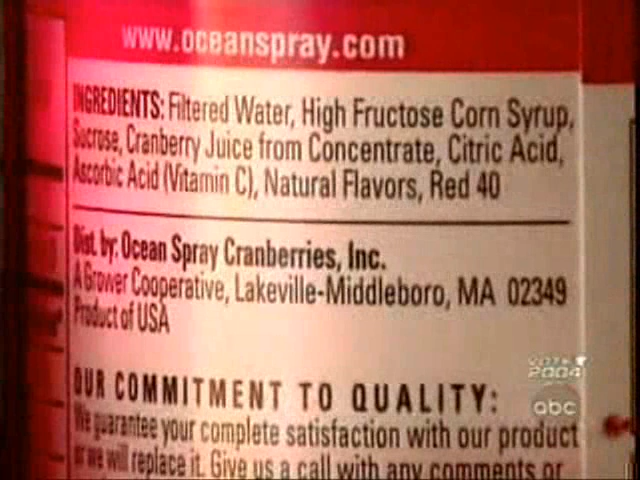 www.oceanspray.com
INGREDIENTS: Filtered Water, High Fructose Corn Syrup,
Sucrose, Cranberry Juice from Concentrate, Citric Acid,
Ascorbic Acid (Vitamin C), Natural Flavors, Red 40
Dist. by: Ocean Spray Cranberries, Inc.
A Grower Cooperative, Lakeville-Middleboro, MA 02349
Product of USA
OUR COMMITMENT TO QUALITY:
We guarantee your complete satisfaction with our product
or we will replace it. Give us a call with any comments or
VOTE
2004
abc